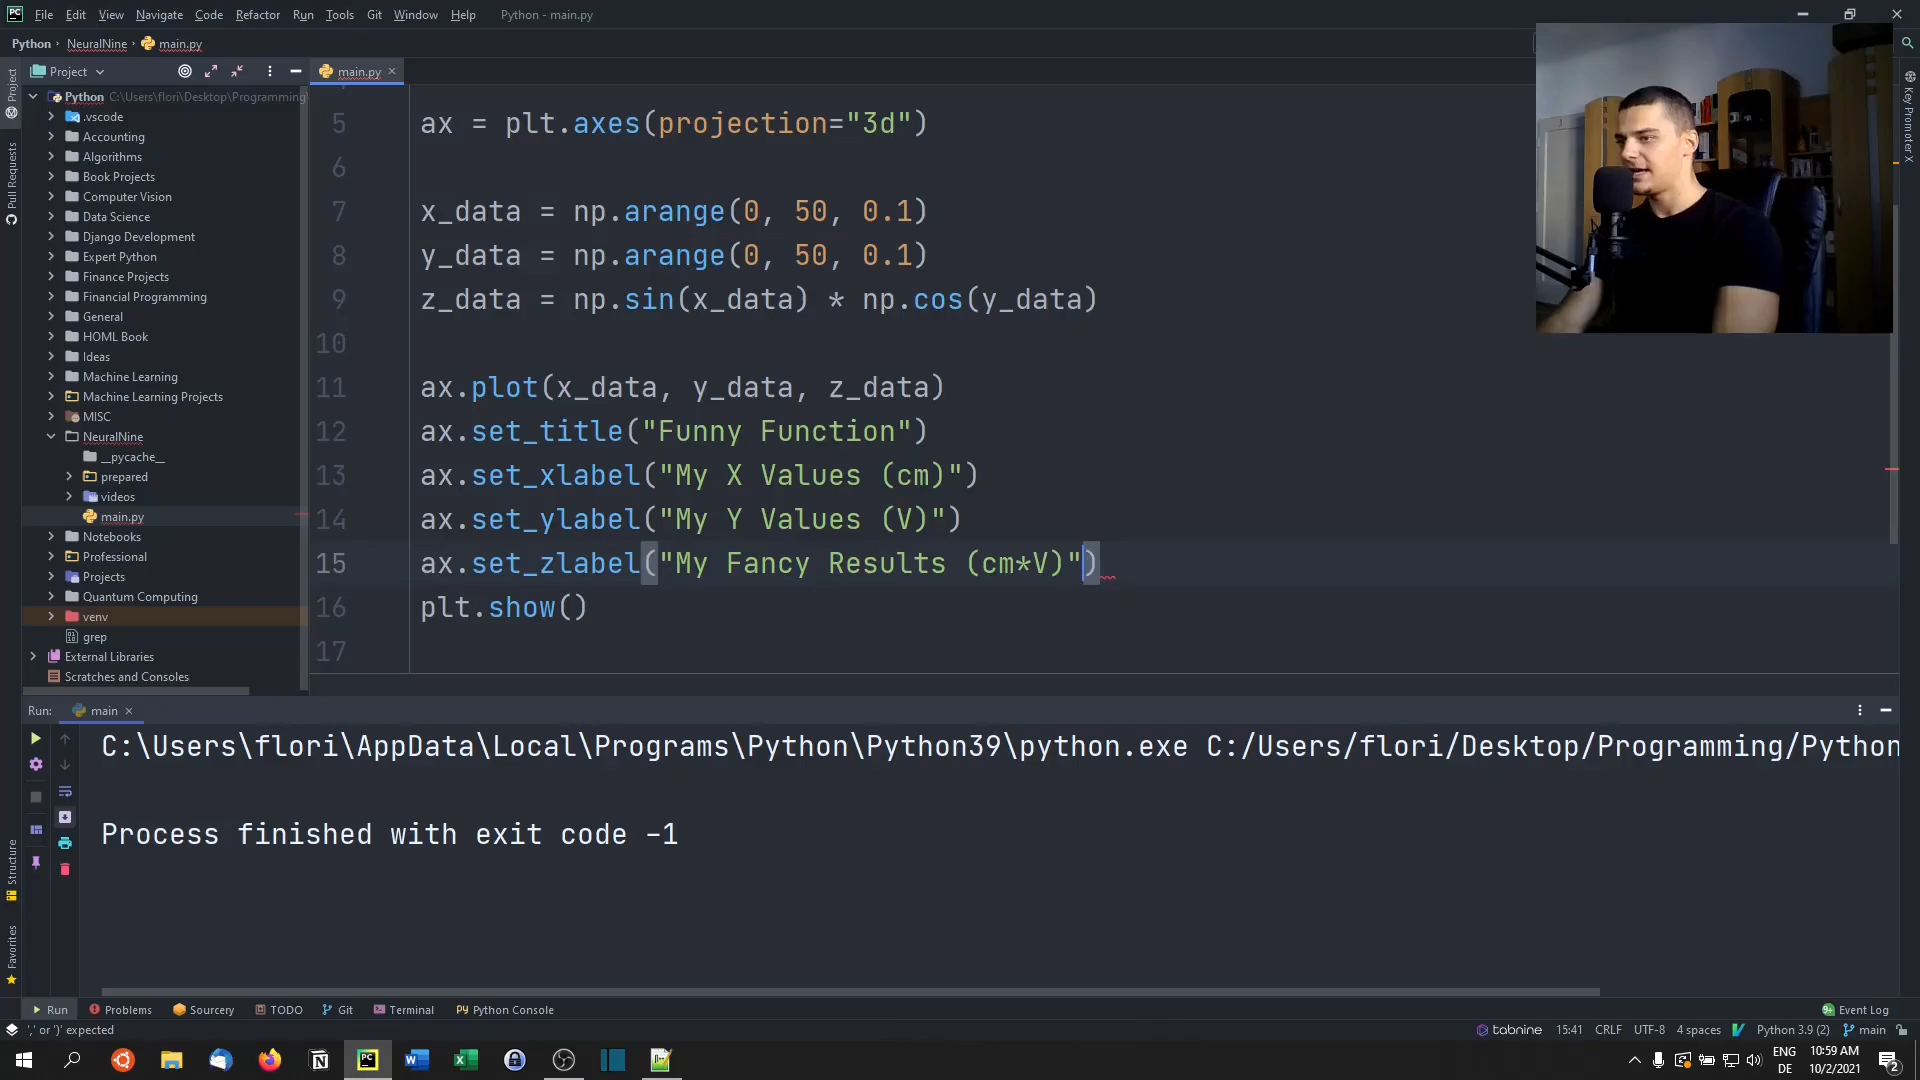 File Edit View Navigate Code Refactor Run Tools Git Window Help Python - main.py
Python NeuralNine main.py
Project
main.py
Project
Pull Requests
Structure
Favorites
Key Promoter X
Python C:\Users\flori\Desktop\Programming\
.vscode
Accounting
Algorithms
Book Projects
Computer Vision
Data Science
Django Development
Expert Python
Finance Projects
Financial Programming
General
HOML Book
Ideas
Machine Learning
Machine Learning Projects
MISC
NeuralNine
__pycache__
prepared
videos
main.py
Notebooks
Professional
Projects
Quantum Computing
venv
grep
External Libraries
Scratches and Consoles
5 ax = plt.axes(projection="3d")
6
7 x_data = np.arange(0, 50, 0.1)
8 y_data = np.arange(0, 50, 0.1)
9 z_data = np.sin(x_data) * np.cos(y_data)
10
11 ax.plot(x_data, y_data, z_data)
12 ax.set_title("Funny Function")
13 ax.set_xlabel("My X Values (cm)")
14 ax.set_ylabel("My Y Values (V)")
15 ax.set_zlabel("My Fancy Results (cm*V)")
16 plt.show()
17
Run: main
C:\Users\flori\AppData\Local\Programs\Python\Python39\python.exe C:/Users/flori/Desktop/Programming/Python
Process finished with exit code -1
Run Problems Sourcery TODO Git Terminal Python Console Event Log
',' or ')' expected tabnine 15:41 CRLF UTF-8 4 spaces Python 3.9 (2) main
ENG 10:59 AM
DE 10/2/2021 2